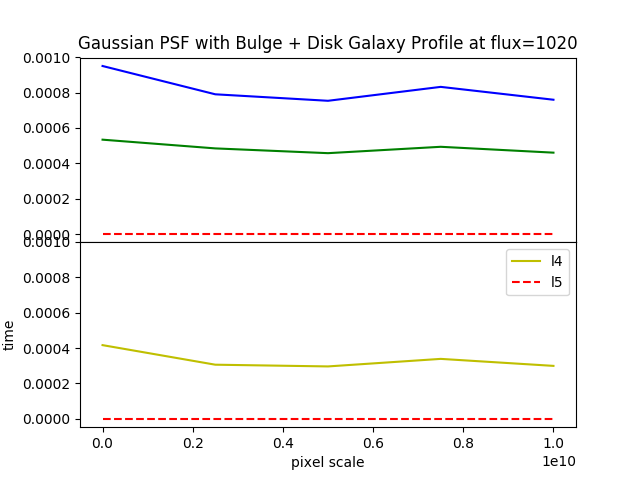 Gaussian PSF with Bulge + Disk Galaxy Profile at flux=1020
0.0010
0.0008
0.0006
0.0004
0.0002
0.0000
0.0010
0.0008
0.0006
0.0004
0.0002
0.0000
time
l4
l5
0.0 0.2 0.4 0.6 0.8 1.0
1e10
pixel scale